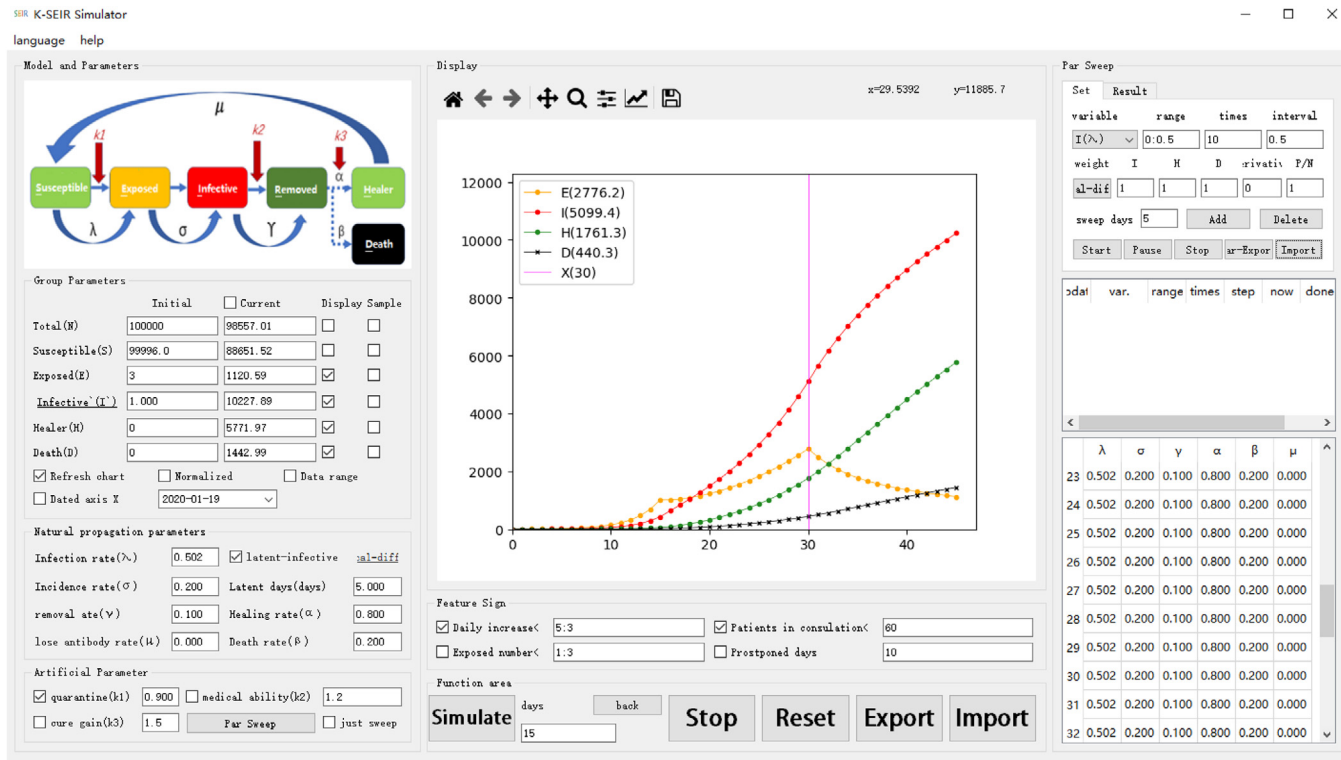 SEIR K-SEIR Simulator
language help
Model and Parameters
μ
k1 k2 k3
Susceptible Exposed Infective Removed α Healer
λ σ γ β
Death
Group Parameters
Initial Current Display Sample
Total(N) 100000 98557.01
Susceptible(S) 99996.0 88651.52
Exposed(E) 3 1120.59
Infective`(I`) 1.000 10227.89
Healer(H) 0 5771.97
Death(D) 0 1442.99
Refresh chart Normalized Data range
Dated axis X 2020-01-19
Natural propagation parameters
Infection rate(λ) 0.502 latent-infective :al-diff
Incidence rate(σ) 0.200 Latent days(days) 5.000
removal ate(γ) 0.100 Healing rate(α) 0.800
lose antibody rate(μ) 0.000 Death rate(β) 0.200
Artificial Parameter
quarantine(k1) 0.900 medical ability(k2) 1.2
cure gain(k3) 1.5 Par Sweep just sweep
Display
x=29.5392 y=11885.7
12000
10000
8000
6000
4000
2000
0
0 10 20 30 40
E(2776.2)
I(5099.4)
H(1761.3)
D(440.3)
X(30)
Feature Sign
Daily increase< 5:3 Patients in consulation< 60
Exposed number< 1:3 Prostponed days 10
Function area
Simulate days back Stop Reset Export Import
15
Par Sweep
Set Result
variable range times interval
I(λ) 0:0.5 10 0.5
weight I H D :rivativ P/N
al-dif 1 1 1 0 1
sweep days 5 Add Delete
Start Pause Stop ar-Expor Import
odat var. range times step now done
λ σ γ α β μ
23 0.502 0.200 0.100 0.800 0.200 0.000
24 0.502 0.200 0.100 0.800 0.200 0.000
25 0.502 0.200 0.100 0.800 0.200 0.000
26 0.502 0.200 0.100 0.800 0.200 0.000
27 0.502 0.200 0.100 0.800 0.200 0.000
28 0.502 0.200 0.100 0.800 0.200 0.000
29 0.502 0.200 0.100 0.800 0.200 0.000
30 0.502 0.200 0.100 0.800 0.200 0.000
31 0.502 0.200 0.100 0.800 0.200 0.000
32 0.502 0.200 0.100 0.800 0.200 0.000